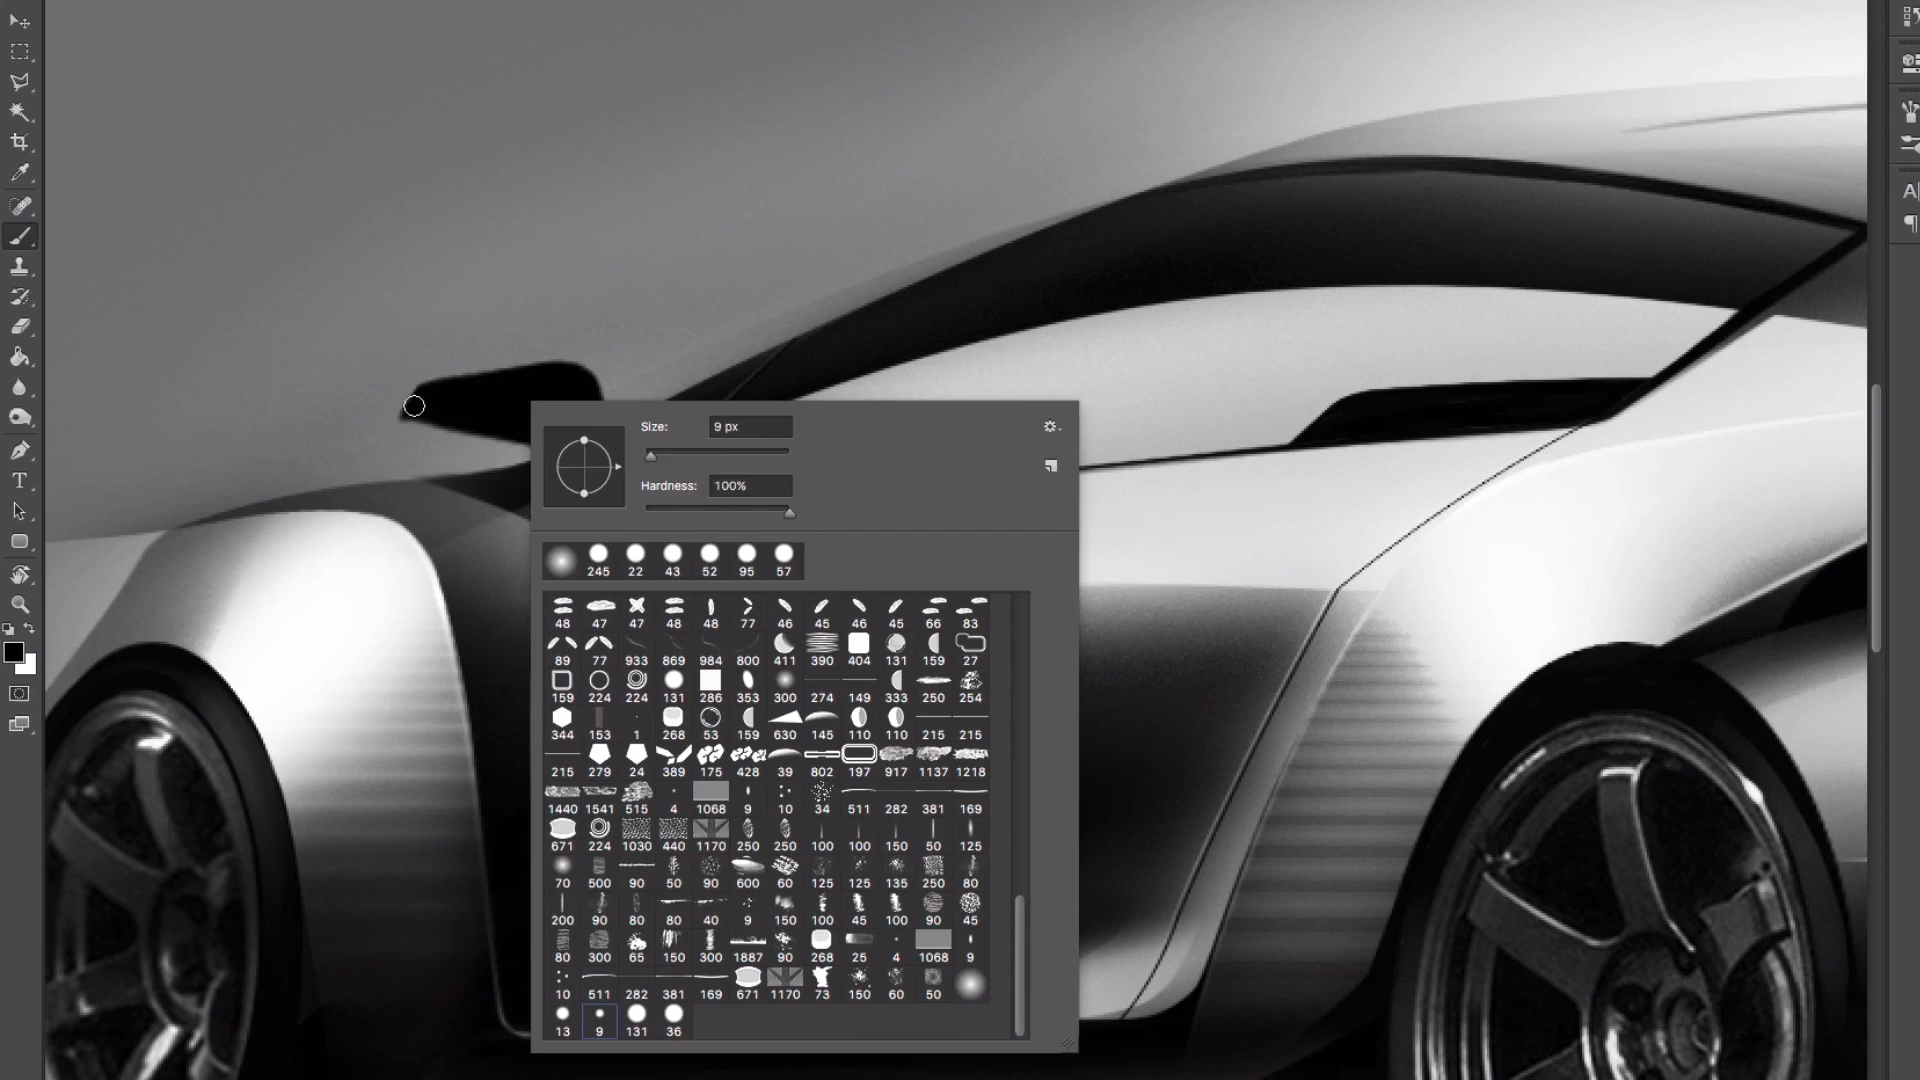 Size: 9 px
Hardness: 100%
245 22 43 52 95 57
48 47 47 48 48 77 46 45 46 45 66 83
89 77 933 869 984 800 411 390 404 131 159 27
159 224 224 131 286 353 300 274 149 333 250 254
344 153 1 268 53 159 630 145 110 110 215 215
215 279 24 389 175 428 39 802 197 917 1137 1218
1440 1541 515 4 1068 9 10 34 511 282 381 169
671 224 1030 440 1170 250 250 100 100 150 50 125
70 500 90 50 90 600 60 125 125 135 250 80
200 90 80 80 40 9 150 100 45 100 90 45
80 300 65 150 300 1887 90 268 25 4 1068 9
10 511 282 381 169 671 1170 73 150 60 50
13 9 131 36